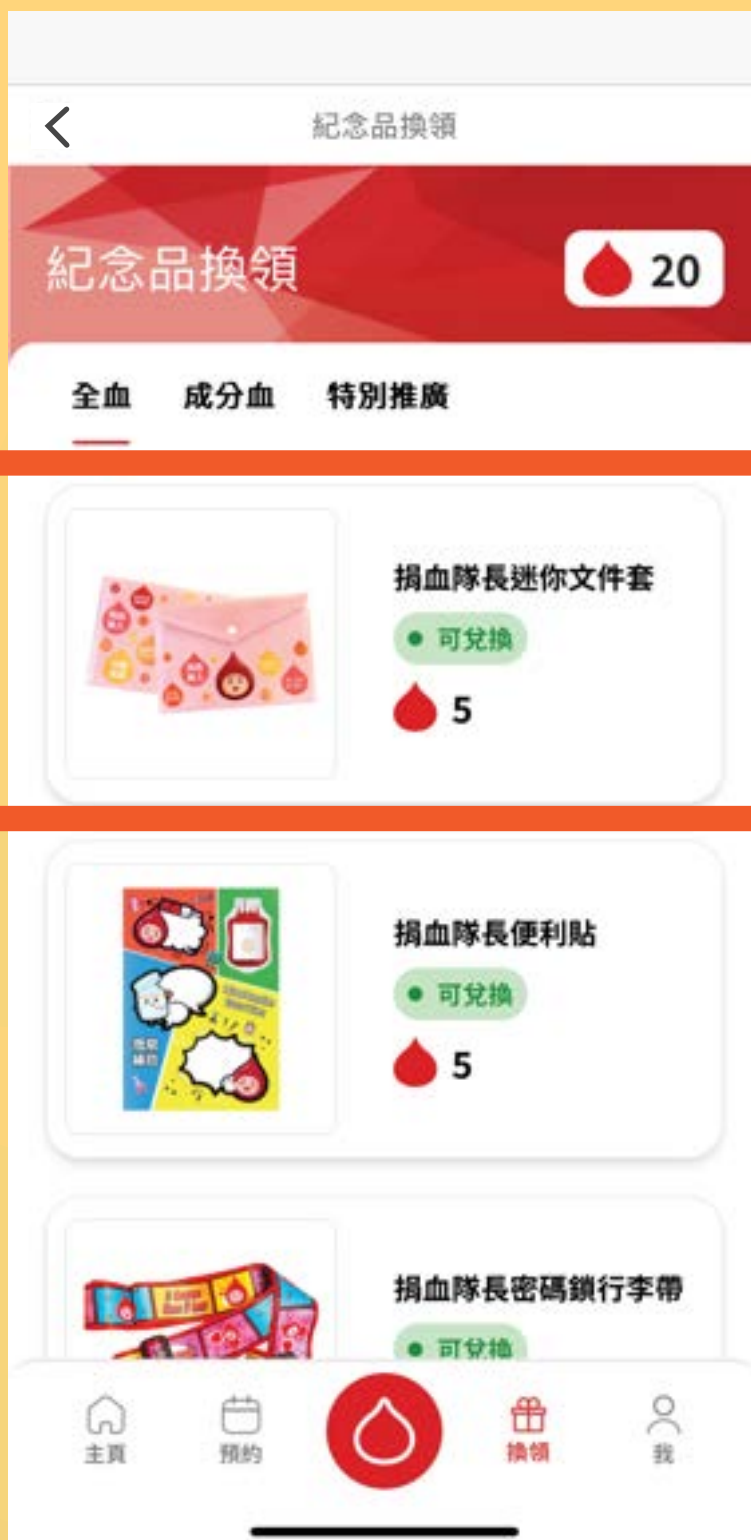 紀念品換領
紀念品換領
20
全血 成分血 特別推廣
捐血隊長迷你文件套
可兌換
5
捐血隊長便利貼
可兌換
5
捐血隊長密碼鎖行李帶
可兌換
主頁 預約 換領 我